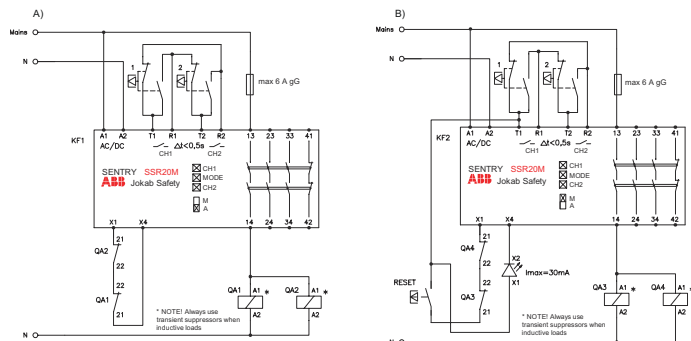 A)
Mains
N
1
2
max 6 A gG
A1 A2 T1 R1 T2 R2 13 23 33 41
KF1
AC/DC
Δt<0,5s
CH1 CH2
SENTRY SSR20M
ABB Jokab Safety
CH1
MODE
CH2
M
A
X1 X4 14 24 34 42
21
QA2
22
22
QA1
21
QA1 A1 *
A2
QA2 A1 *
A2
* NOTE! Always use
transient suppressors when
inductive loads
N
B)
Mains
N
1
2
max 6 A gG
A1 A2 T1 R1 T2 R2 13 23 33 41
KF2
AC/DC
Δt<0,5s
CH1 CH2
SENTRY SSR20M
ABB Jokab Safety
CH1
MODE
CH2
M
A
X1 X4 14 24 34 42
21
QA4
22
X2
Imax=30mA
X1
RESET
22
QA3
21
QA3 A1 *
A2
QA4 A1
A2
* NOTE! Always use
transient suppressors when
inductive loads